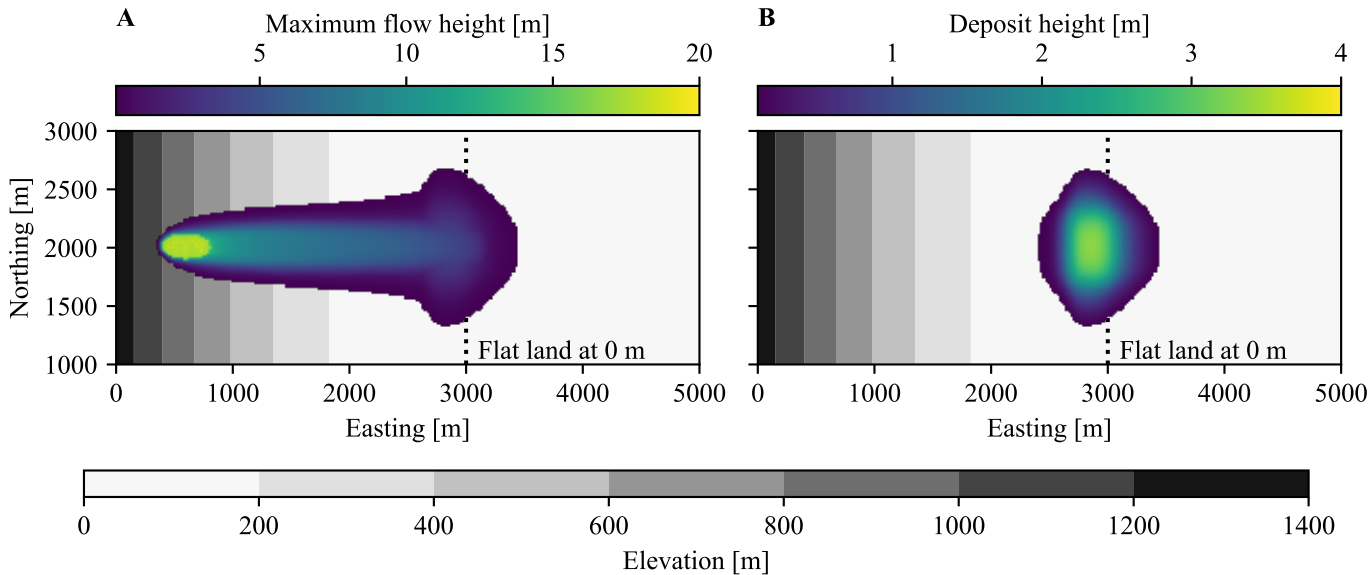 A
Maximum flow height [m]
5 10 15 20
B
Deposit height [m]
1 2 3 4
Northing [m]
3000
2500
2000
1500
1000
Flat land at 0 m
0 1000 2000 3000 4000 5000
Easting [m]
Flat land at 0 m
0 1000 2000 3000 4000 5000
Easting [m]
0 200 400 600 800 1000 1200 1400
Elevation [m]